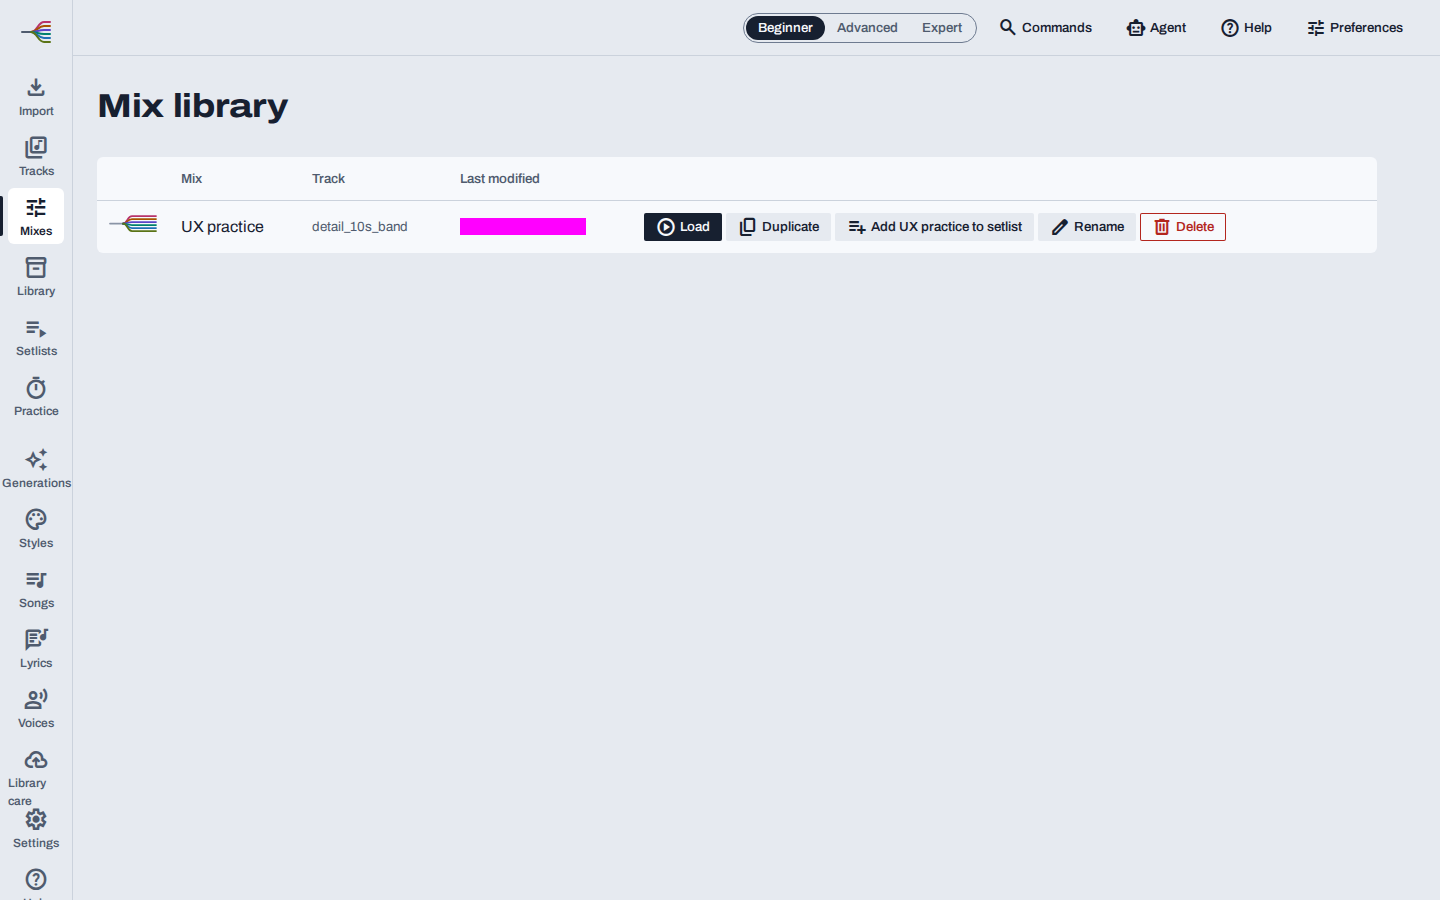 Beginner Advanced Expert Commands Agent Help Preferences
Import
Tracks
Mixes
Library
Setlists
Practice
Generations
Styles
Songs
Lyrics
Voices
Library
care
Settings
Mix library
Mix Track Last modified
UX practice detail_10s_band Load Duplicate Add UX practice to setlist Rename Delete